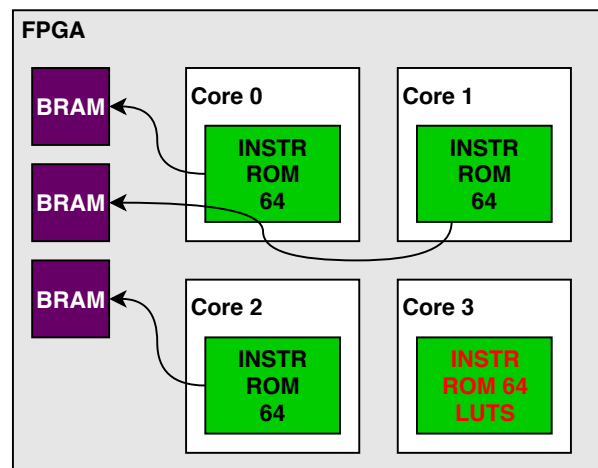 FPGA
BRAM
BRAM
BRAM
Core 0
INSTR
ROM
64
Core 1
INSTR
ROM
64
Core 2
INSTR
ROM
64
Core 3
INSTR
ROM 64
LUTS